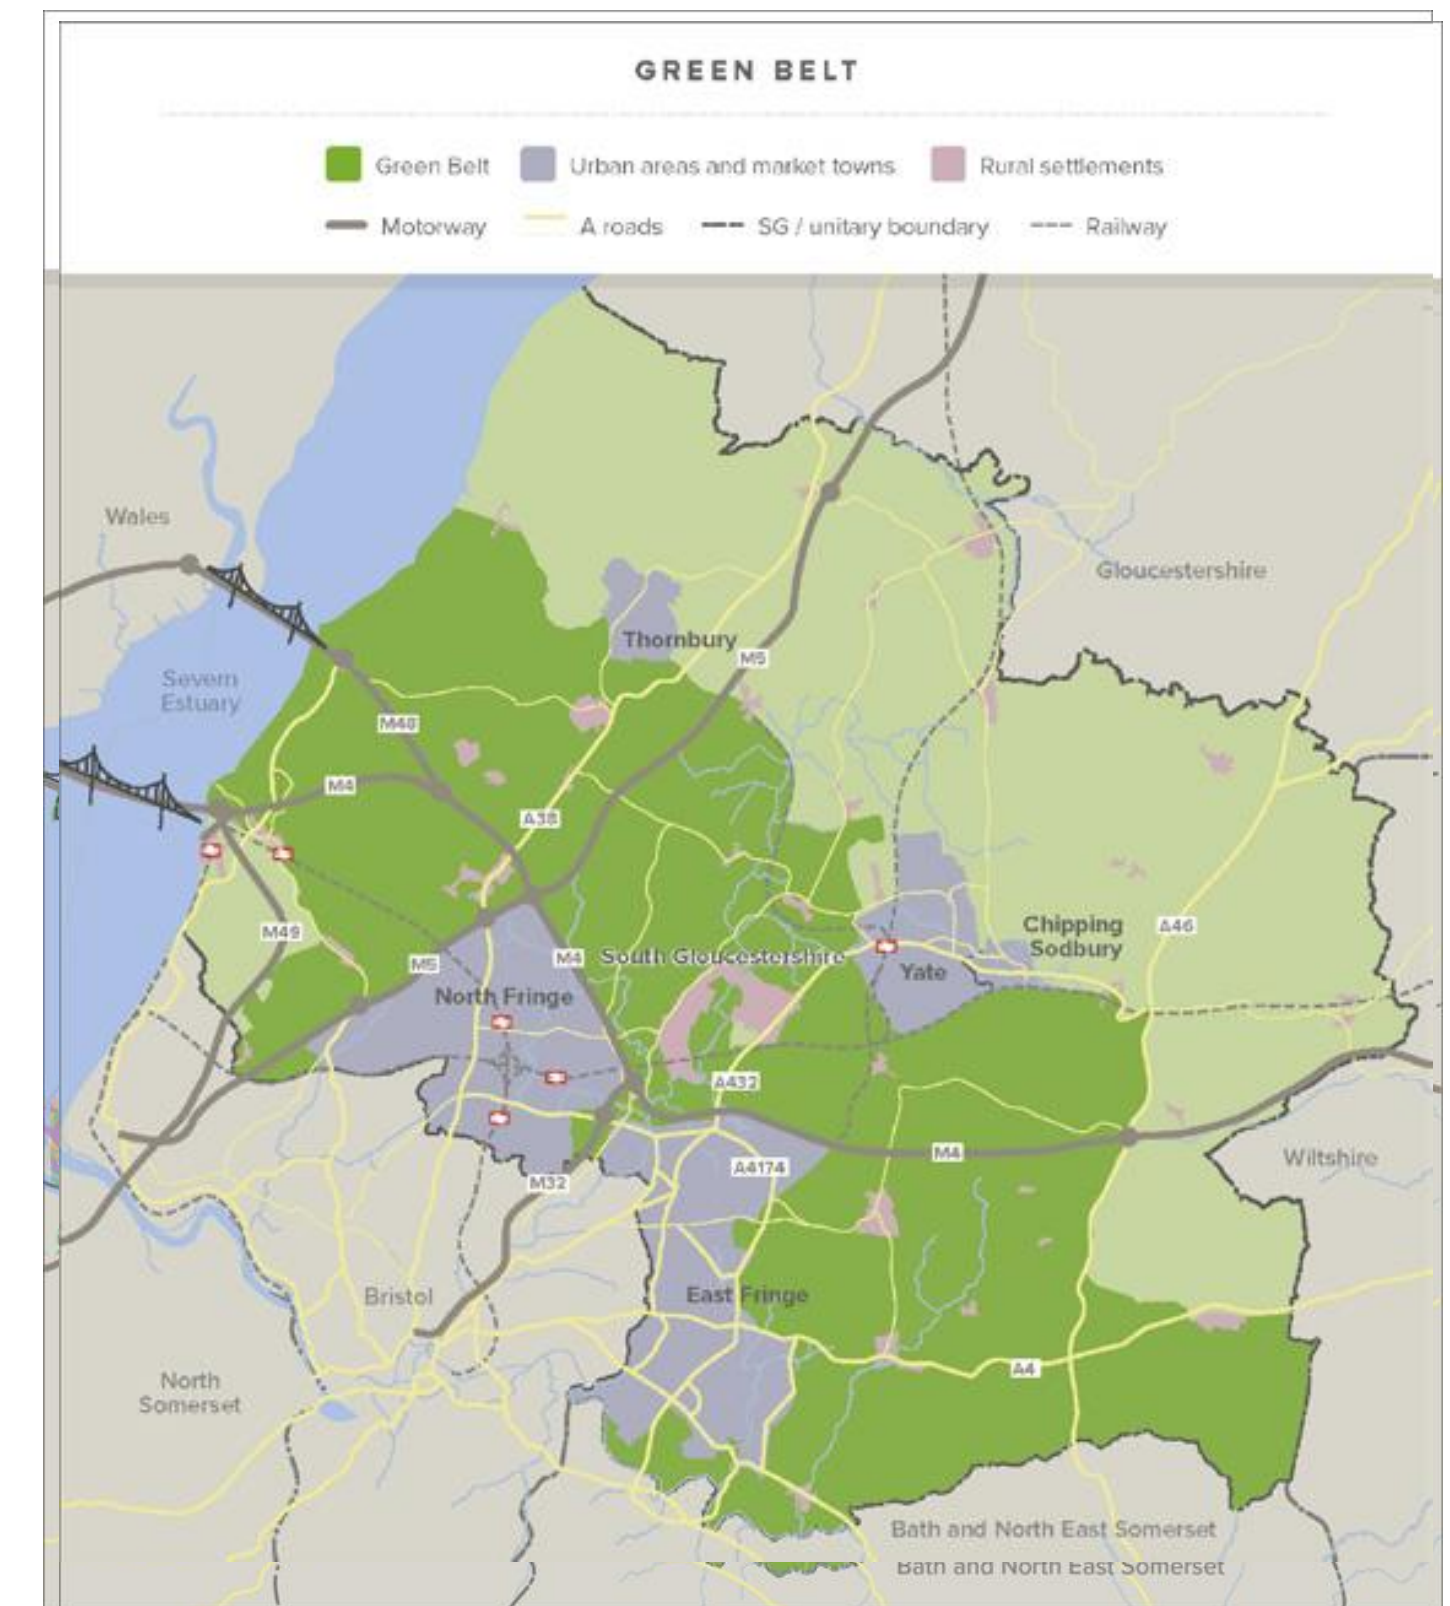 GREEN BELT
Green Belt
Urban areas and market towns
Rural settlements
Motorway
A roads
SG / unitary boundary
Railway
Wales
Gloucestershire
Thornbury
M5
Severn
Estuary
M48
M4
A38
Chipping
Sodbury
A46
M49
M5
M4
South Gloucestershire
Yate
North Fringe
A432
M4
Wiltshire
A4174
M32
East Fringe
Bristol
A4
North
Somerset
Bath and North East Somerset
Bath and North East Somerset